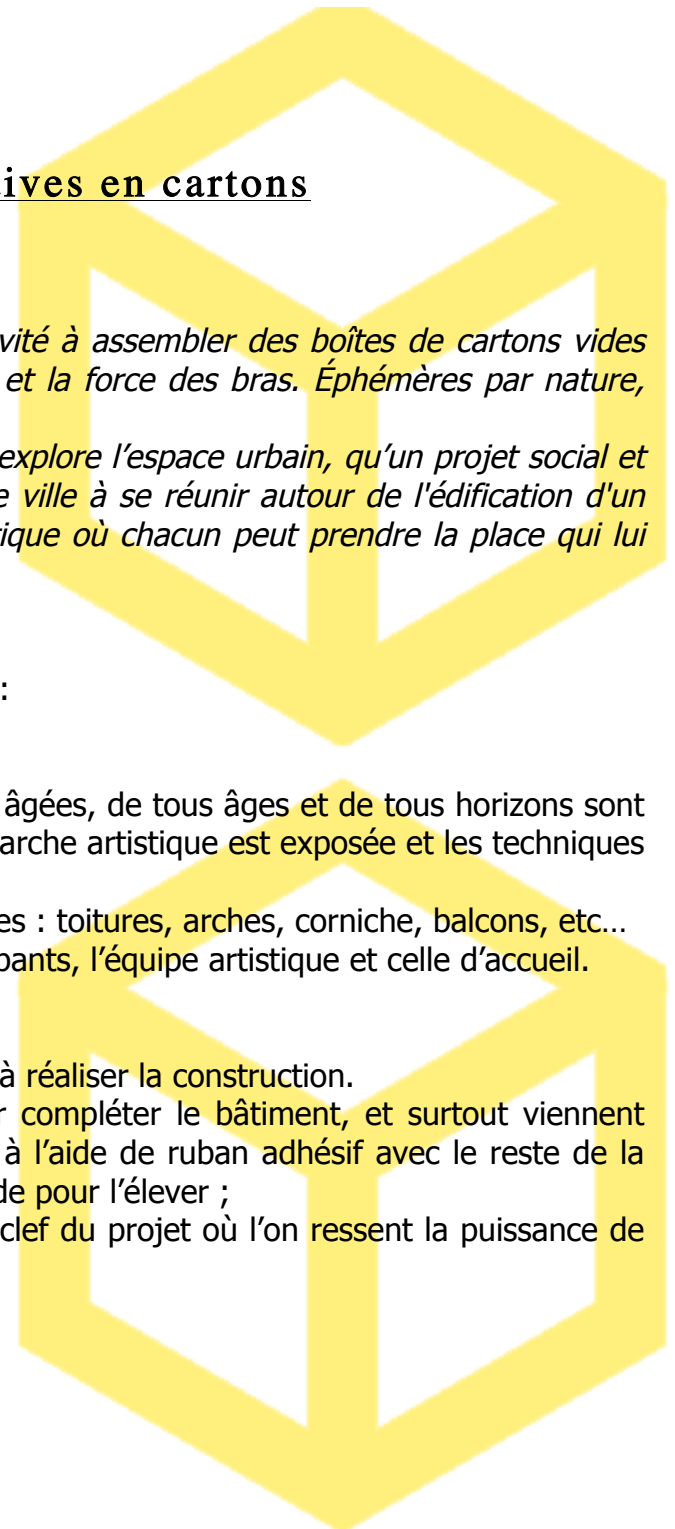 ives en cartons
vité à assembler des boîtes de cartons vides
et la force des bras. Éphémères par nature,
explore l’espace urbain, qu’un projet social et
e ville à se réunir autour de l'édification d'un
rique où chacun peut prendre la place qui lui
:
âgées, de tous âges et de tous horizons sont
arche artistique est exposée et les techniques
es : toitures, arches, corniche, balcons, etc…
pants, l’équipe artistique et celle d’accueil.
à réaliser la construction.
r compléter le bâtiment, et surtout viennent
à l’aide de ruban adhésif avec le reste de la
de pour l’élever ;
clef du projet où l’on ressent la puissance de